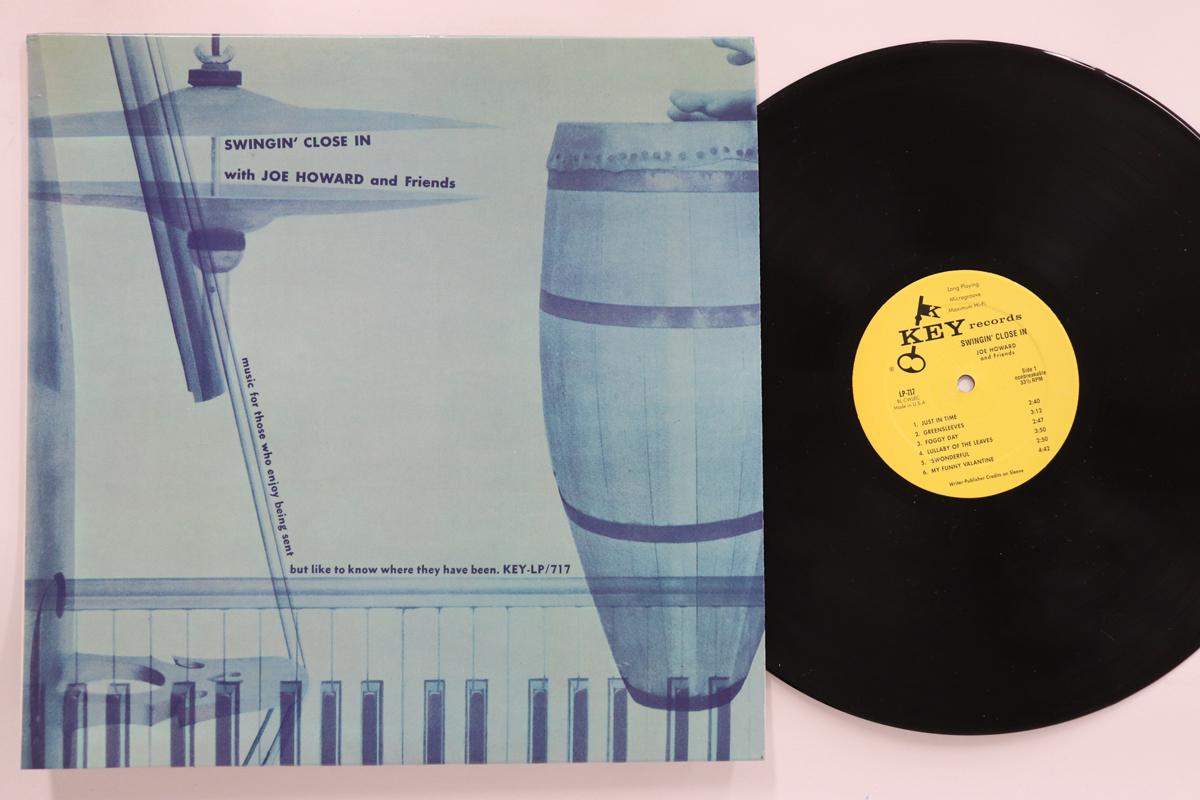 SWINGIN' CLOSE IN
with JOE HOWARD and Friends
music for those who enjoy being sent
but like to know where they have been. KEY-LP/717
Long Playing
Microgroove
Maximum Hi-Fi
K
KEY records
®
SWINGIN' CLOSE IN
JOE HOWARD
and Friends
Side 1
nonbreakable
33⅓ RPM
LP-717
Made in U.S.A.
1. JUST IN TIME 2:40
2. GREENSLEEVES 3:12
3. FOGGY DAY 2:47
4. LULLABY OF THE LEAVES 3:50
5. 'SWONDERFUL 2:50
6. MY FUNNY VALANTINE 4:42
Writer-Publisher Credits on Sleeve